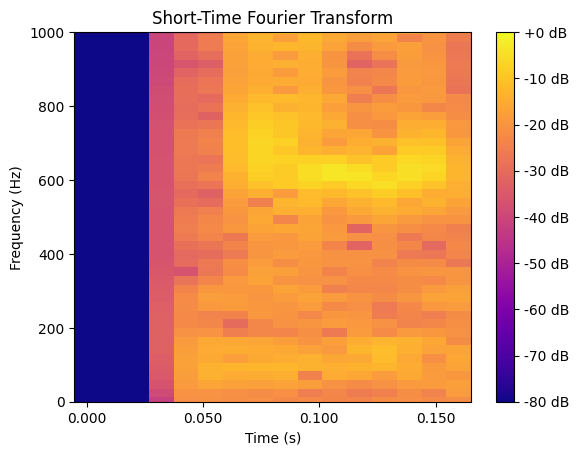 Short-Time Fourier Transform
Frequency (Hz)
1000
800
600
400
200
0
0.000
0.050
0.100
0.150
Time (s)
+0 dB
-10 dB
-20 dB
-30 dB
-40 dB
-50 dB
-60 dB
-70 dB
-80 dB